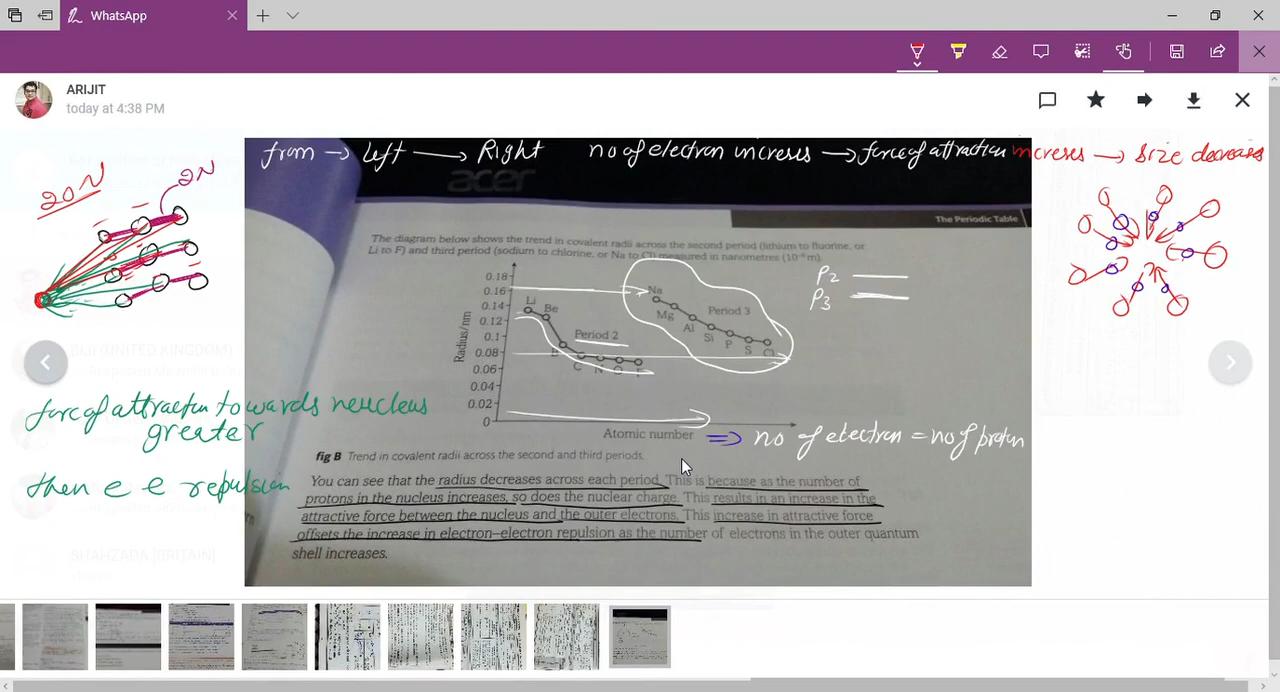 WhatsApp
ARIJIT
today at 4:38 PM
from → left → Right no of electron increses → force of attraction increses → size decreases
acer
20 N
2N
The Periodic Table
The diagram below shows the trend in covalent radii across the second period (lithium to fluorine, or
Li to F) and third period (sodium to chlorine, or Na to Cl) measured in nanometres (10⁻⁹ m).
P2
P3
Radius/nm
0.18
0.16
0.14
0.12
0.1
0.08
0.06
0.04
0.02
0
Li
Be
B
C
N
O
F
Period 2
Na
Mg
Al
Si
P
S
Cl
Period 3
Atomic number ⇒ no of electron = no of proton
BIJI (UNITED KINGDOM)
force of attraction towards neucleus
greater
then e e repulsion
fig B Trend in covalent radii across the second and third periods.
You can see that the radius decreases across each period. This is because as the number of
protons in the nucleus increases, so does the nuclear charge. This results in an increase in the
attractive force between the nucleus and the outer electrons. This increase in attractive force
offsets the increase in electron–electron repulsion as the number of electrons in the outer quantum
shell increases.
SHAHZADA [BRITAIN]